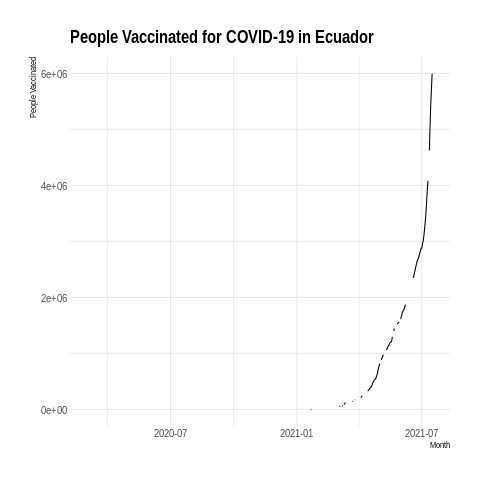 People Vaccinated for COVID-19 in Ecuador
People Vaccinated
6e+06
4e+06
2e+06
0e+00
2020-07
2021-01
2021-07
Month